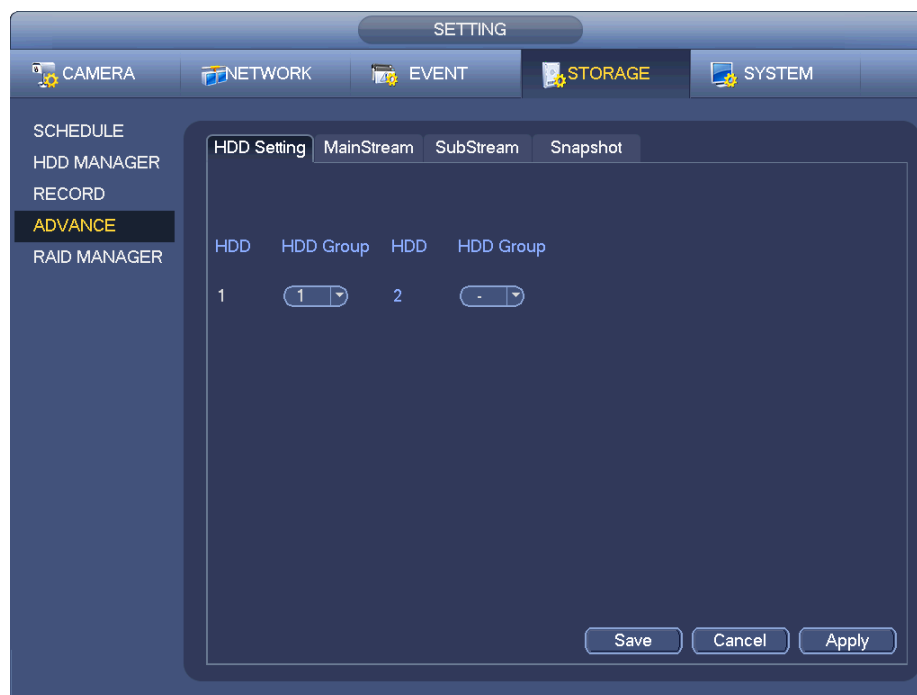 SETTING
CAMERA NETWORK EVENT STORAGE SYSTEM
SCHEDULE
HDD MANAGER
RECORD
ADVANCE
RAID MANAGER
HDD Setting MainStream SubStream Snapshot
HDD HDD Group HDD HDD Group
1 1 2 -
Save Cancel Apply